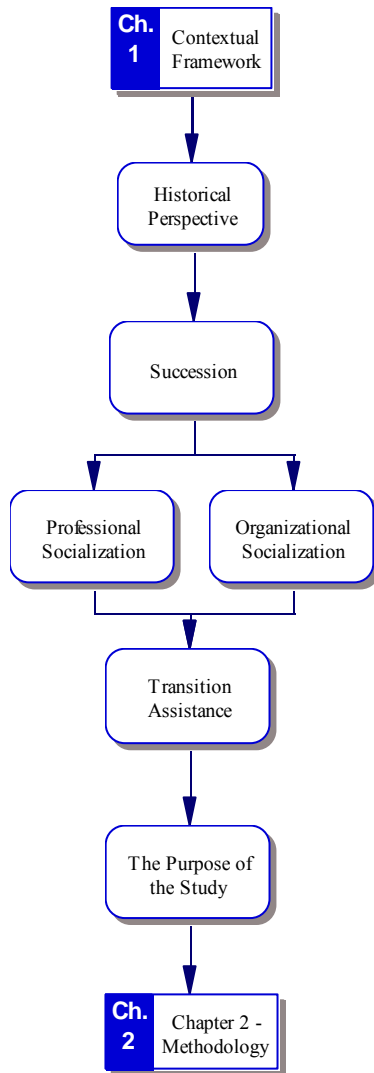 Ch.
1
Contextual
Framework
Historical
Perspective
Succession
Professional
Socialization
Organizational
Socialization
Transition
Assistance
The Purpose of
the Study
Ch.
2
Chapter 2 -
Methodology